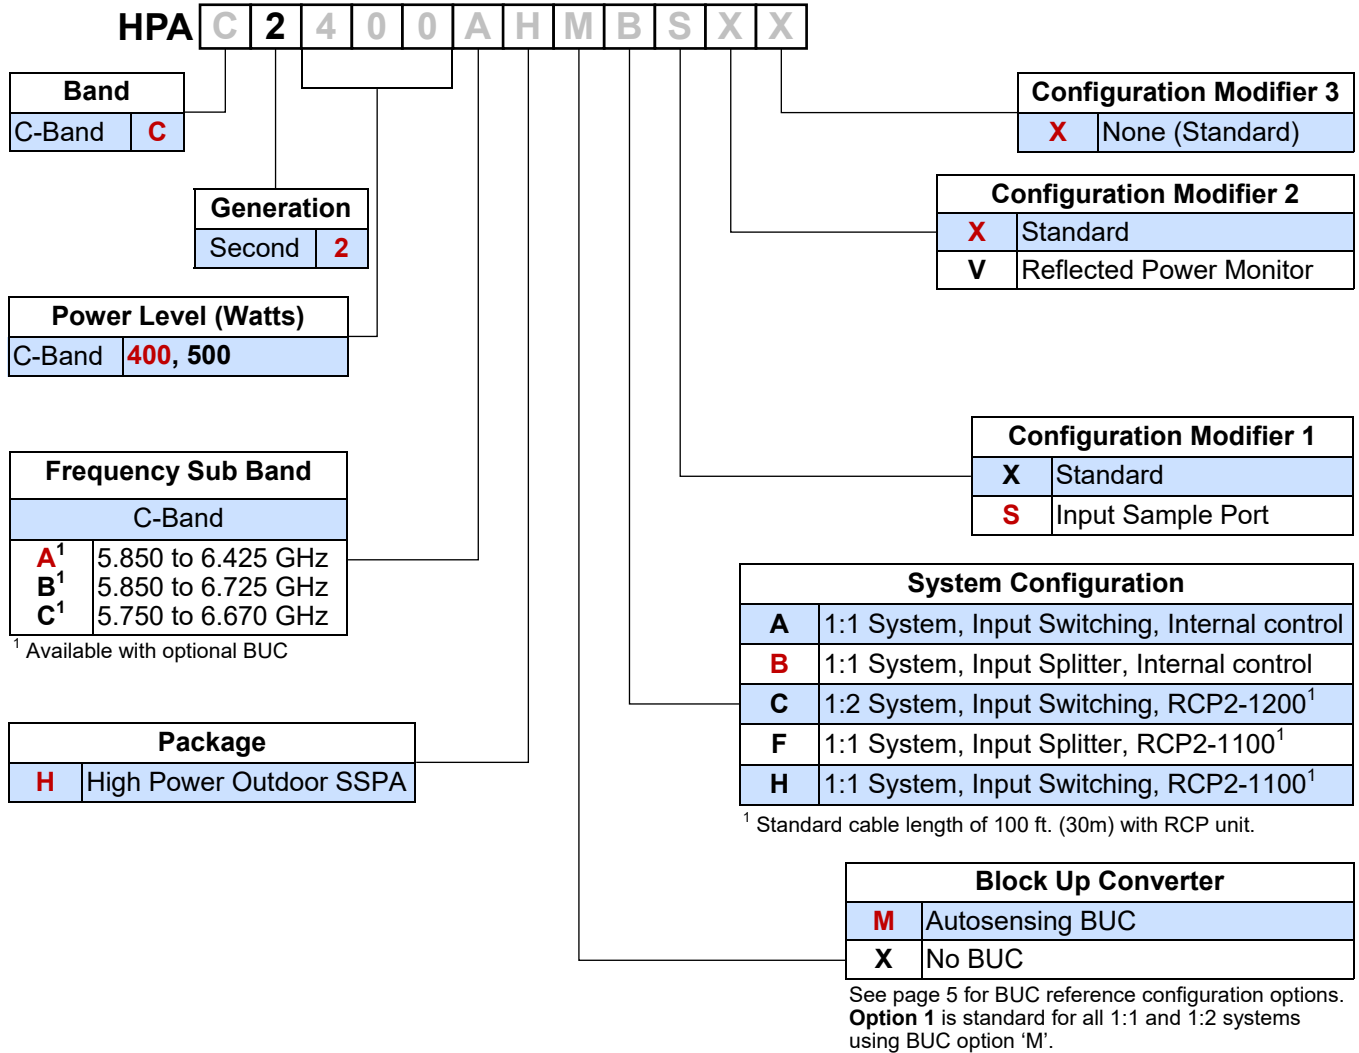 HPA C 2 4 0 0 A H M B S X X
Band
C-Band C
Generation
Second 2
Power Level (Watts)
C-Band 400, 500
Frequency Sub Band
C-Band
A¹ 5.850 to 6.425 GHz
B¹ 5.850 to 6.725 GHz
C¹ 5.750 to 6.670 GHz
¹ Available with optional BUC
Package
H High Power Outdoor SSPA
Configuration Modifier 3
X None (Standard)
Configuration Modifier 2
X Standard
V Reflected Power Monitor
Configuration Modifier 1
X Standard
S Input Sample Port
System Configuration
A 1:1 System, Input Switching, Internal control
B 1:1 System, Input Splitter, Internal control
C 1:2 System, Input Switching, RCP2-1200¹
F 1:1 System, Input Splitter, RCP2-1100¹
H 1:1 System, Input Switching, RCP2-1100¹
¹ Standard cable length of 100 ft. (30m) with RCP unit.
Block Up Converter
M Autosensing BUC
X No BUC
See page 5 for BUC reference configuration options.
Option 1 is standard for all 1:1 and 1:2 systems
using BUC option ‘M’.